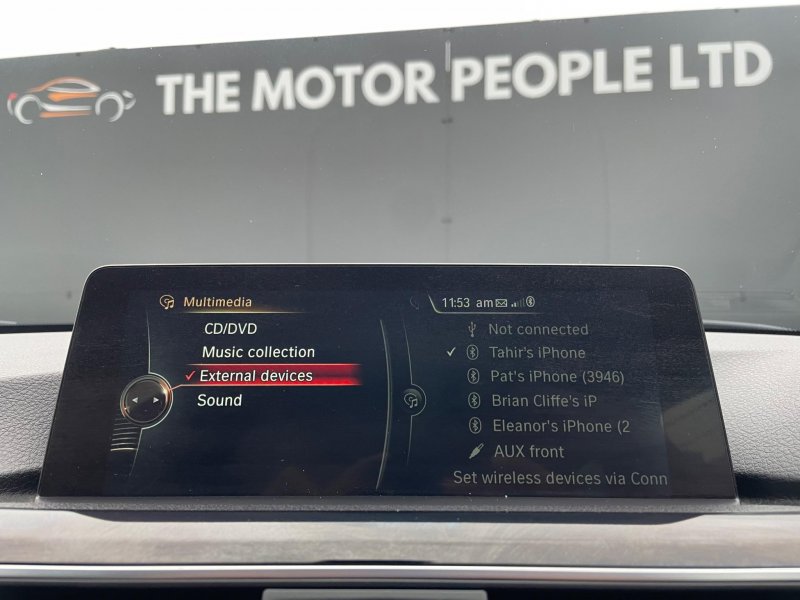 THE MOTOR PEOPLE LTD
Multimedia
11:53 am
CD/DVD
Music collection
External devices
Sound
Not connected
Tahir's iPhone
Pat's iPhone (3946)
Brian Cliffe's iP
Eleanor's iPhone (2
AUX front
Set wireless devices via Conn